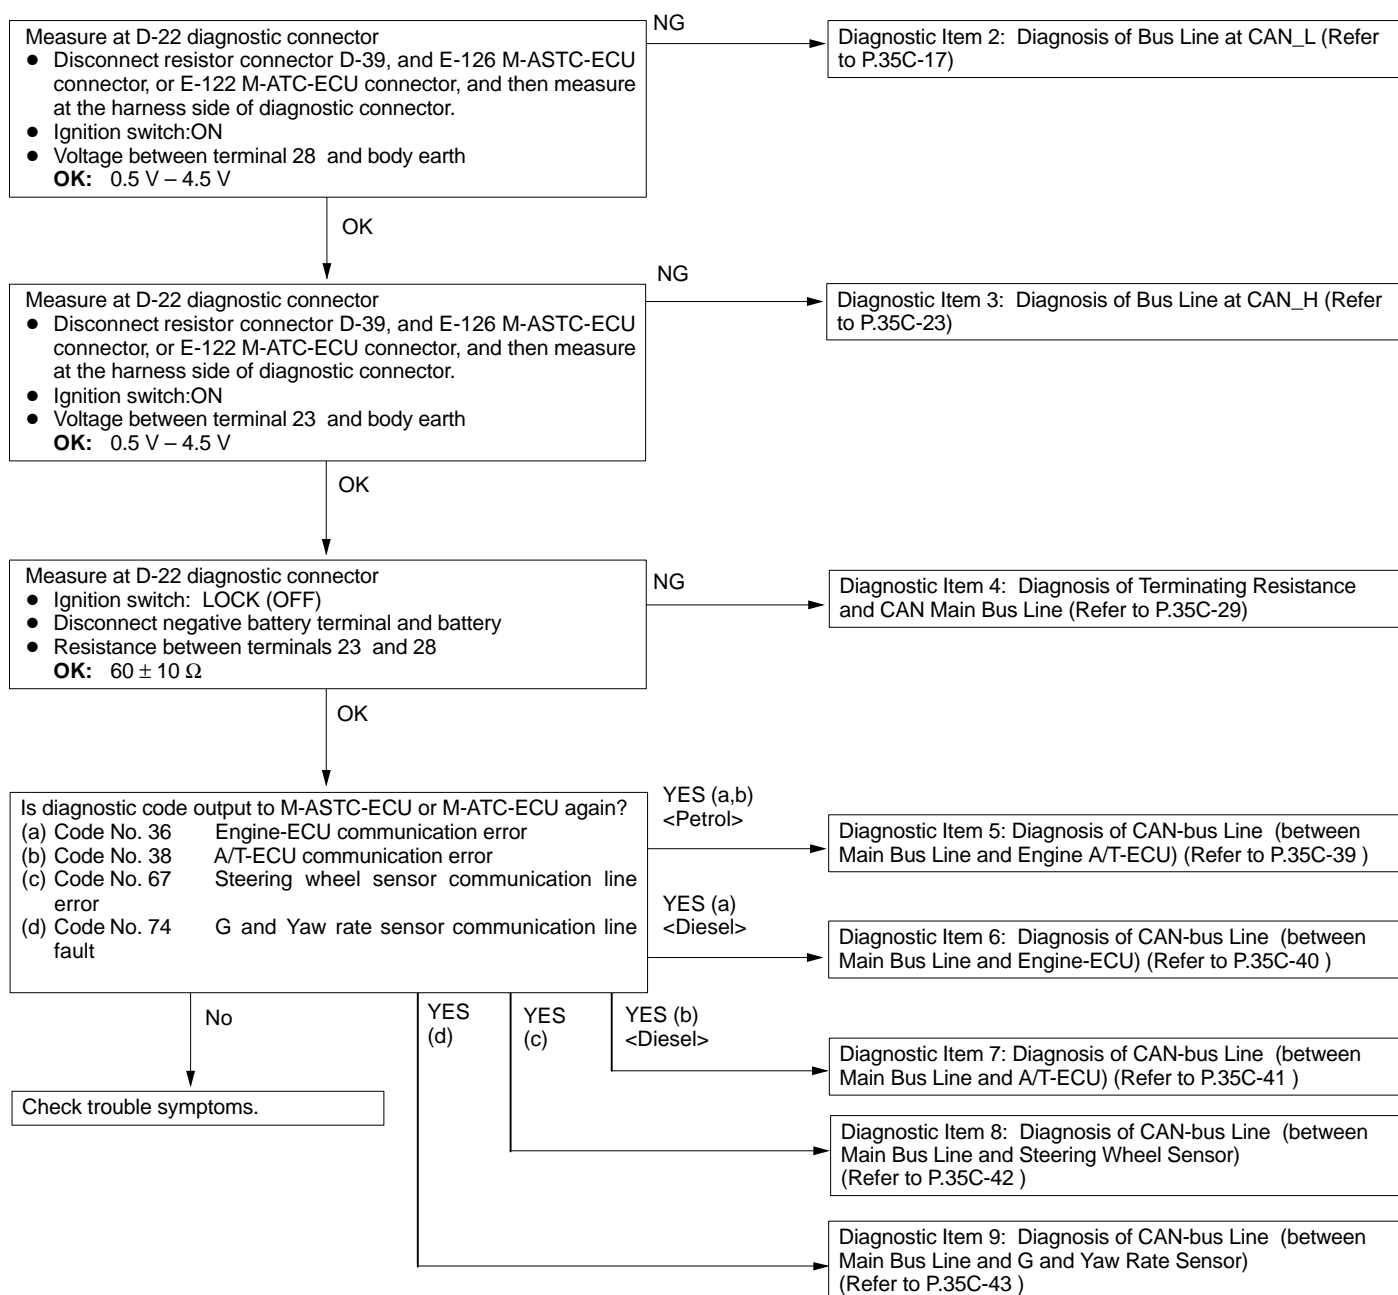 Measure at D-22 diagnostic connector
● Disconnect resistor connector D-39, and E-126 M-ASTC-ECU
connector, or E-122 M-ATC-ECU connector, and then measure
at the harness side of diagnostic connector.
● Ignition switch:ON
● Voltage between terminal 28 and body earth
OK: 0.5 V – 4.5 V
NG
Diagnostic Item 2: Diagnosis of Bus Line at CAN_L (Refer
to P.35C-17)
OK
Measure at D-22 diagnostic connector
● Disconnect resistor connector D-39, and E-126 M-ASTC-ECU
connector, or E-122 M-ATC-ECU connector, and then measure
at the harness side of diagnostic connector.
● Ignition switch:ON
● Voltage between terminal 23 and body earth
OK: 0.5 V – 4.5 V
NG
Diagnostic Item 3: Diagnosis of Bus Line at CAN_H (Refer
to P.35C-23)
OK
Measure at D-22 diagnostic connector
● Ignition switch: LOCK (OFF)
● Disconnect negative battery terminal and battery
● Resistance between terminals 23 and 28
OK: 60 ± 10 Ω
NG
Diagnostic Item 4: Diagnosis of Terminating Resistance
and CAN Main Bus Line (Refer to P.35C-29)
OK
Is diagnostic code output to M-ASTC-ECU or M-ATC-ECU again?
(a) Code No. 36 Engine-ECU communication error
(b) Code No. 38 A/T-ECU communication error
(c) Code No. 67 Steering wheel sensor communication line
error
(d) Code No. 74 G and Yaw rate sensor communication line
fault
YES (a,b)
<Petrol>
Diagnostic Item 5: Diagnosis of CAN-bus Line (between
Main Bus Line and Engine A/T-ECU) (Refer to P.35C-39 )
YES (a)
<Diesel>
Diagnostic Item 6: Diagnosis of CAN-bus Line (between
Main Bus Line and Engine-ECU) (Refer to P.35C-40 )
No
YES
(d)
YES
(c)
YES (b)
<Diesel>
Diagnostic Item 7: Diagnosis of CAN-bus Line (between
Main Bus Line and A/T-ECU) (Refer to P.35C-41 )
Check trouble symptoms.
Diagnostic Item 8: Diagnosis of CAN-bus Line (between
Main Bus Line and Steering Wheel Sensor)
(Refer to P.35C-42 )
Diagnostic Item 9: Diagnosis of CAN-bus Line (between
Main Bus Line and G and Yaw Rate Sensor)
(Refer to P.35C-43 )